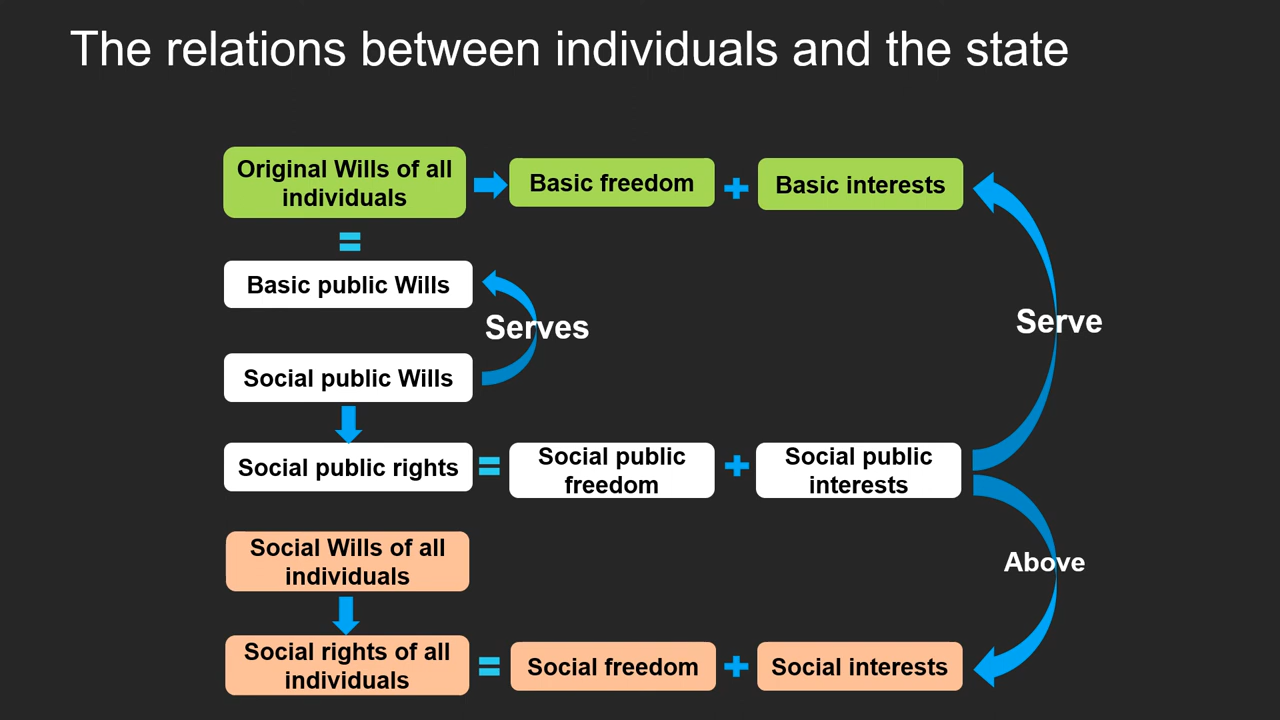 The relations between individuals and the state
Original Wills of all
individuals
Basic freedom
+
Basic interests
=
Basic public Wills
Serves
Serve
Social public Wills
Social public rights
=
Social public
freedom
+
Social public
interests
Social Wills of all
individuals
Above
Social rights of all
individuals
=
Social freedom
+
Social interests